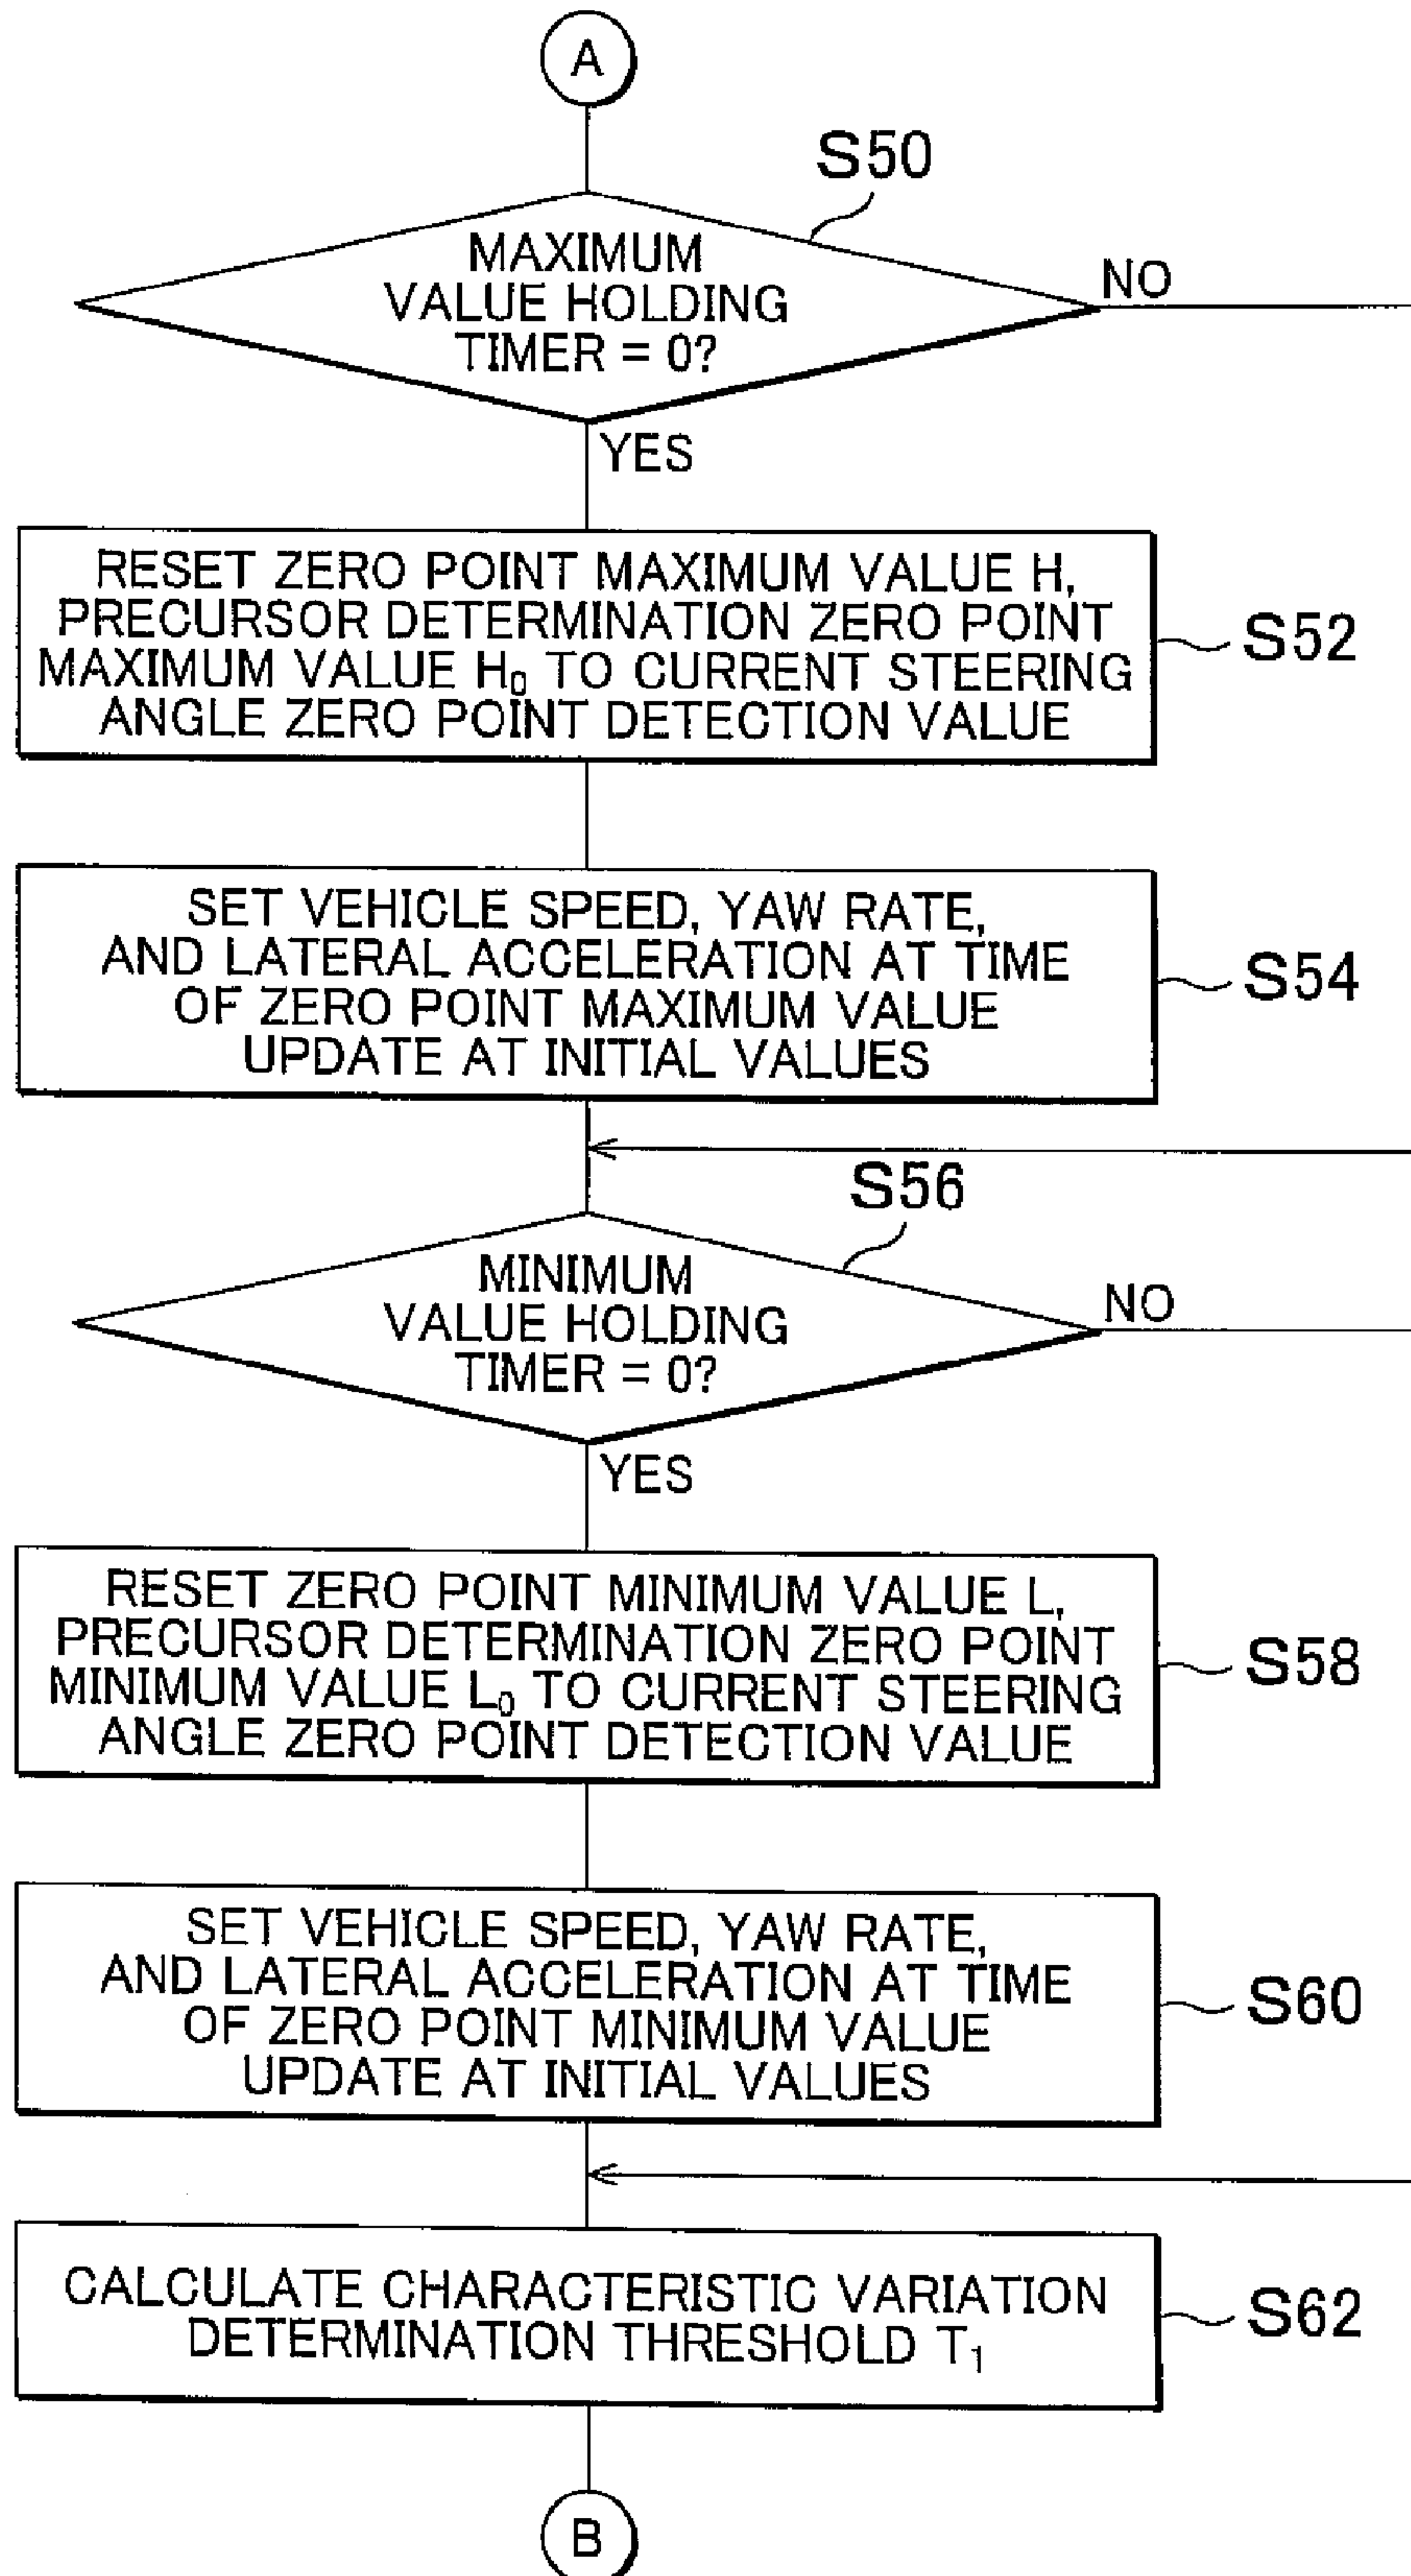 A
S50
MAXIMUM
VALUE HOLDING
TIMER = 0?
NO
YES
RESET ZERO POINT MAXIMUM VALUE H,
PRECURSOR DETERMINATION ZERO POINT
MAXIMUM VALUE H₀ TO CURRENT STEERING
ANGLE ZERO POINT DETECTION VALUE
S52
SET VEHICLE SPEED, YAW RATE,
AND LATERAL ACCELERATION AT TIME
OF ZERO POINT MAXIMUM VALUE
UPDATE AT INITIAL VALUES
S54
S56
MINIMUM
VALUE HOLDING
TIMER = 0?
NO
YES
RESET ZERO POINT MINIMUM VALUE L,
PRECURSOR DETERMINATION ZERO POINT
MINIMUM VALUE L₀ TO CURRENT STEERING
ANGLE ZERO POINT DETECTION VALUE
S58
SET VEHICLE SPEED, YAW RATE,
AND LATERAL ACCELERATION AT TIME
OF ZERO POINT MINIMUM VALUE
UPDATE AT INITIAL VALUES
S60
CALCULATE CHARACTERISTIC VARIATION
DETERMINATION THRESHOLD T₁
S62
B